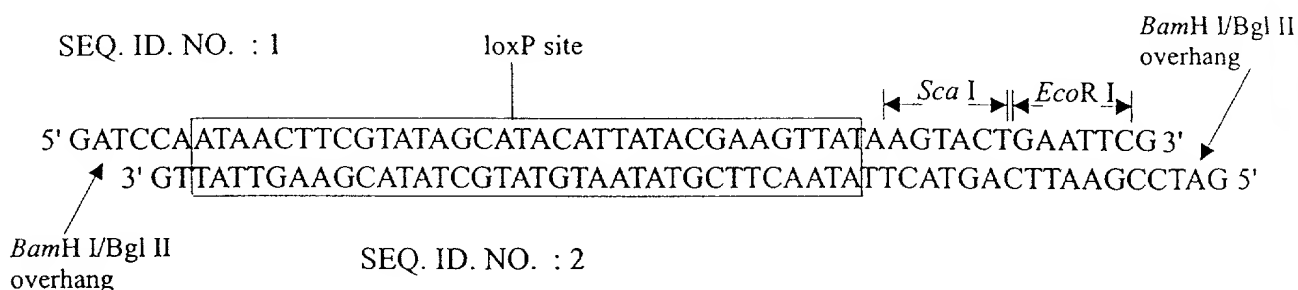 SEQ. ID. NO. : 1
loxP site
BamH I/Bgl II
overhang
Sca I
EcoR I
5' GATCCAATAACTTCGTATAGCATACATTATACGAAGTTATAAGTACTGAATTCG 3'
3' GTTATTGAAGCATATCGTATGTAATATGCTTCAATATTCATGACTTAAGCCTAG 5'
BamH I/Bgl II
overhang
SEQ. ID. NO. : 2